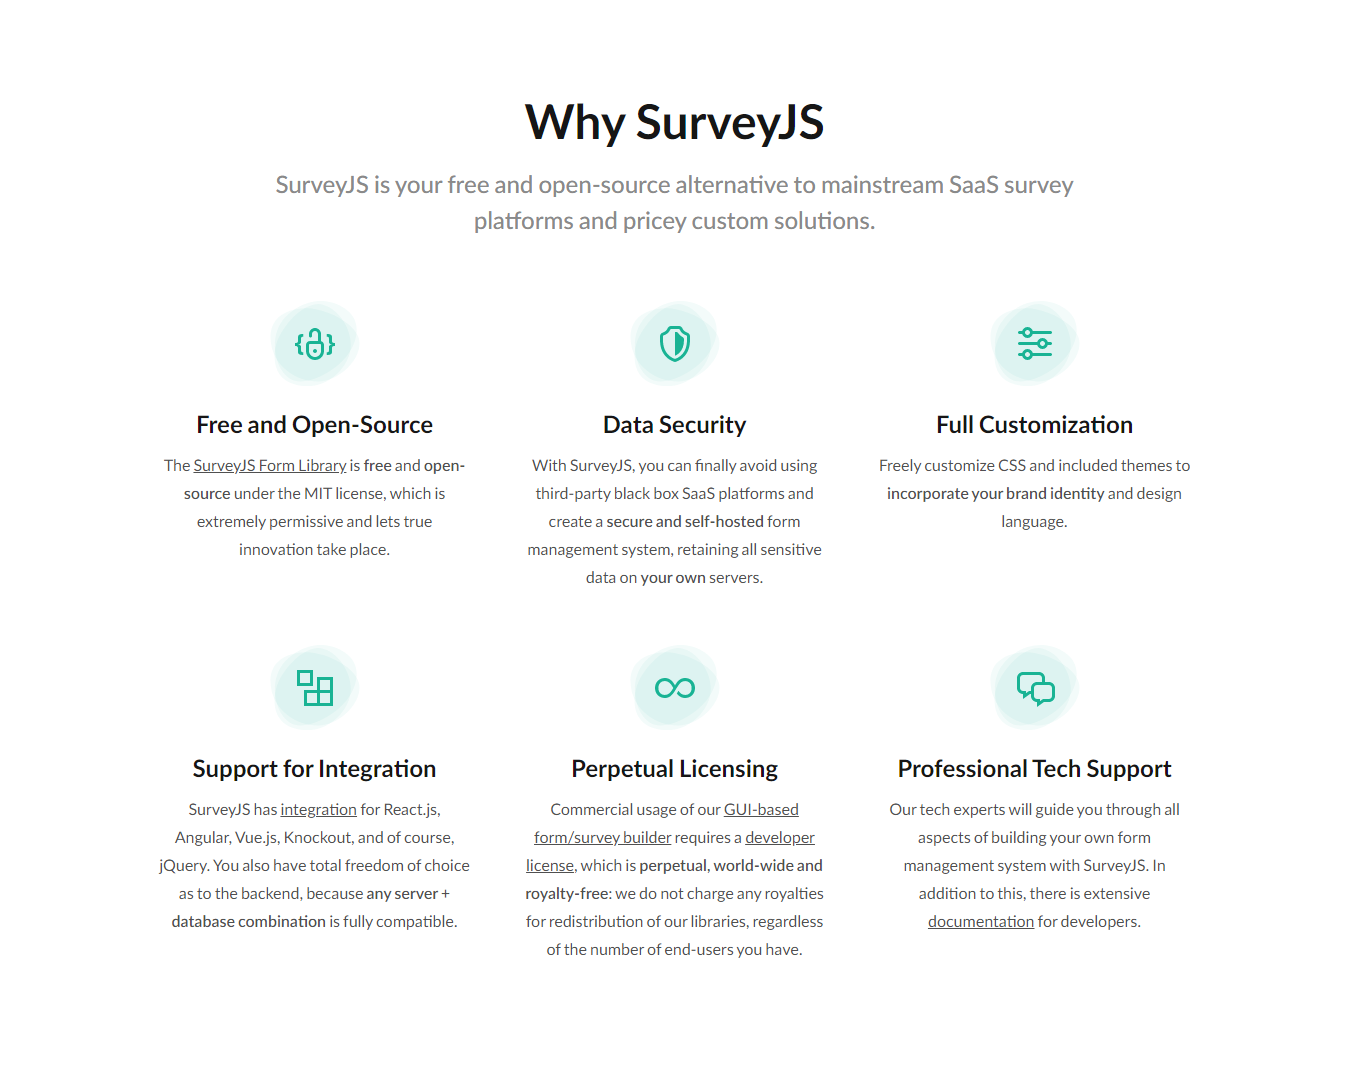 Why SurveyJS
SurveyJS is your free and open-source alternative to mainstream SaaS survey
platforms and pricey custom solutions.
Free and Open-Source
The SurveyJS Form Library is free and open-
source under the MIT license, which is
extremely permissive and lets true
innovation take place.
Data Security
With SurveyJS, you can finally avoid using
third-party black box SaaS platforms and
create a secure and self-hosted form
management system, retaining all sensitive
data on your own servers.
Full Customization
Freely customize CSS and included themes to
incorporate your brand identity and design
language.
Support for Integration
SurveyJS has integration for React.js,
Angular, Vue.js, Knockout, and of course,
jQuery. You also have total freedom of choice
as to the backend, because any server +
database combination is fully compatible.
Perpetual Licensing
Commercial usage of our GUI-based
form/survey builder requires a developer
license, which is perpetual, world-wide and
royalty-free: we do not charge any royalties
for redistribution of our libraries, regardless
of the number of end-users you have.
Professional Tech Support
Our tech experts will guide you through all
aspects of building your own form
management system with SurveyJS. In
addition to this, there is extensive
documentation for developers.